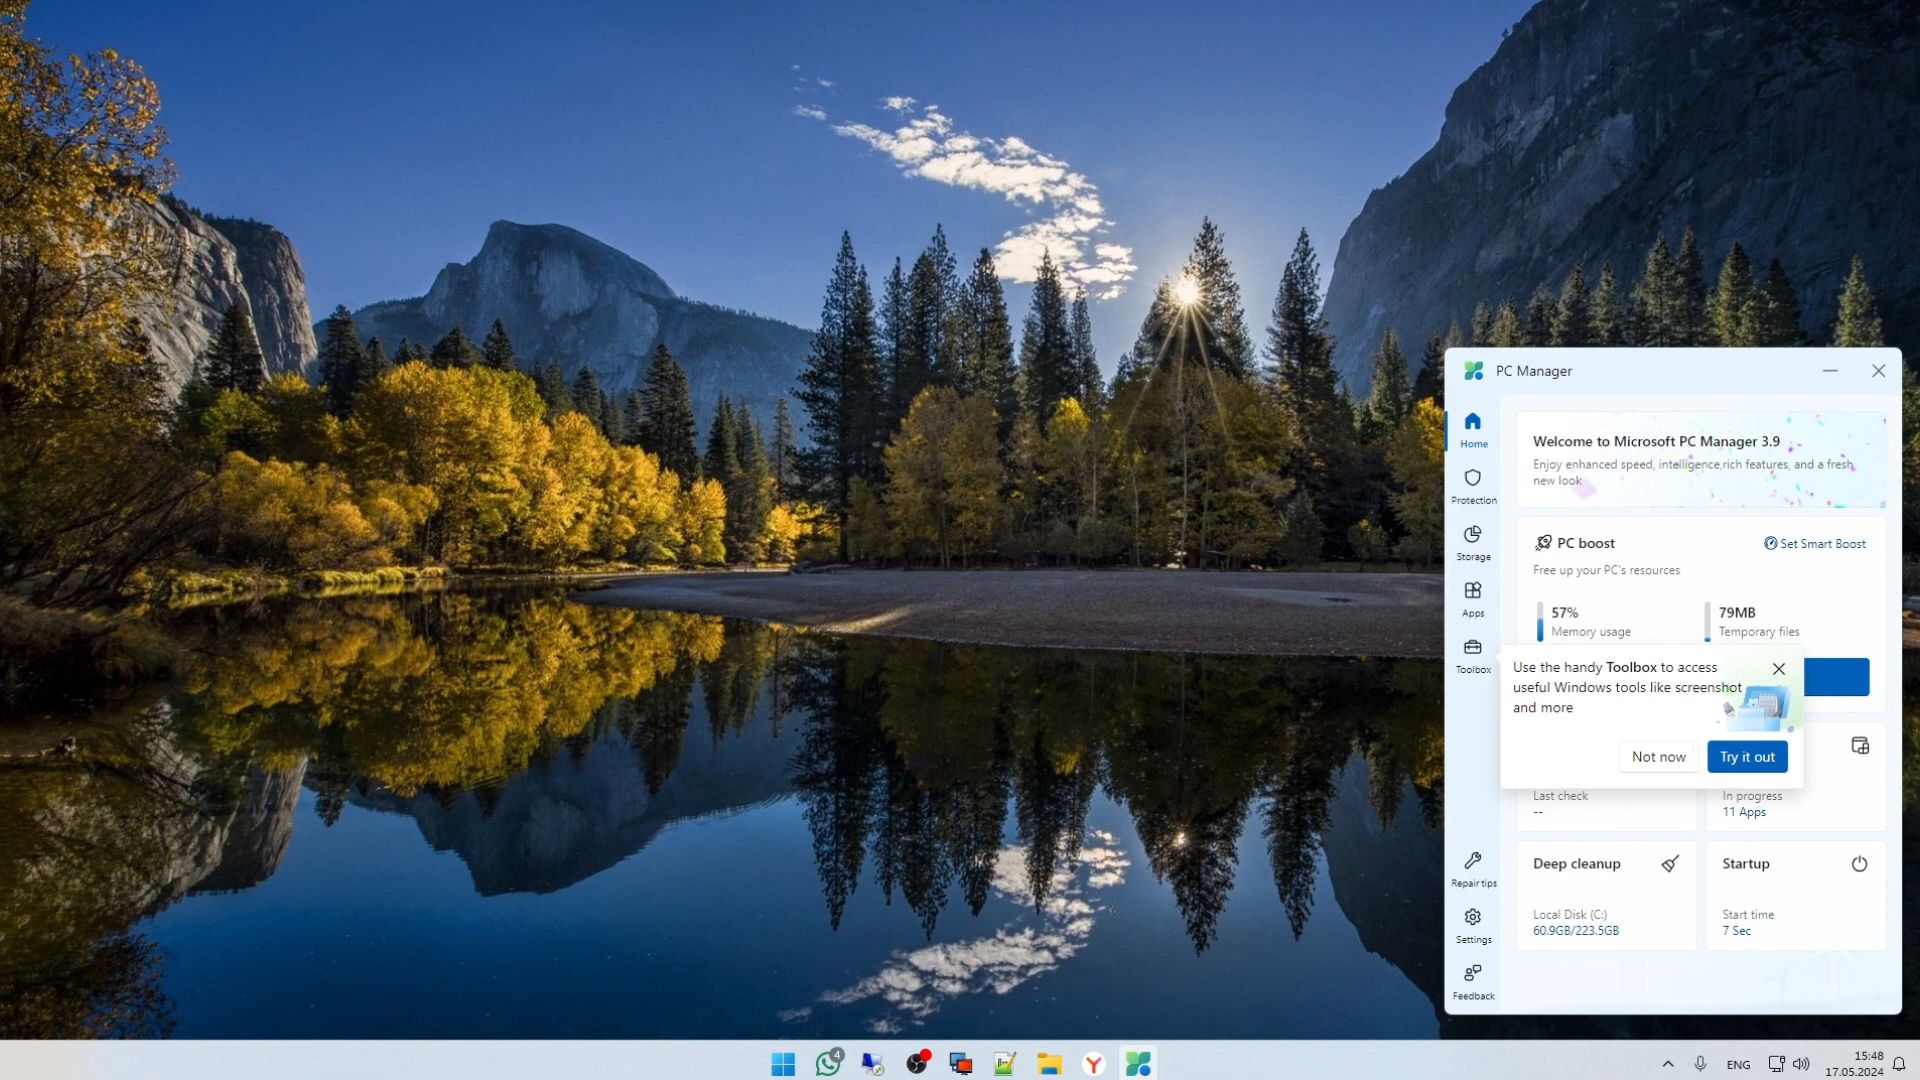 PC Manager
Home
Protection
Storage
Apps
Toolbox
Repair tips
Settings
Feedback
Welcome to Microsoft PC Manager 3.9
Enjoy enhanced speed, intelligence,rich features, and a fresh
new look
PC boost
Set Smart Boost
Free up your PC's resources
57%
Memory usage
79MB
Temporary files
Use the handy Toolbox to access
useful Windows tools like screenshot
and more
Not now
Try it out
Last check
--
In progress
11 Apps
Deep cleanup
Local Disk (C:)
60.9GB/223.5GB
Startup
Start time
7 Sec
4
ENG
15:48
17.05.2024